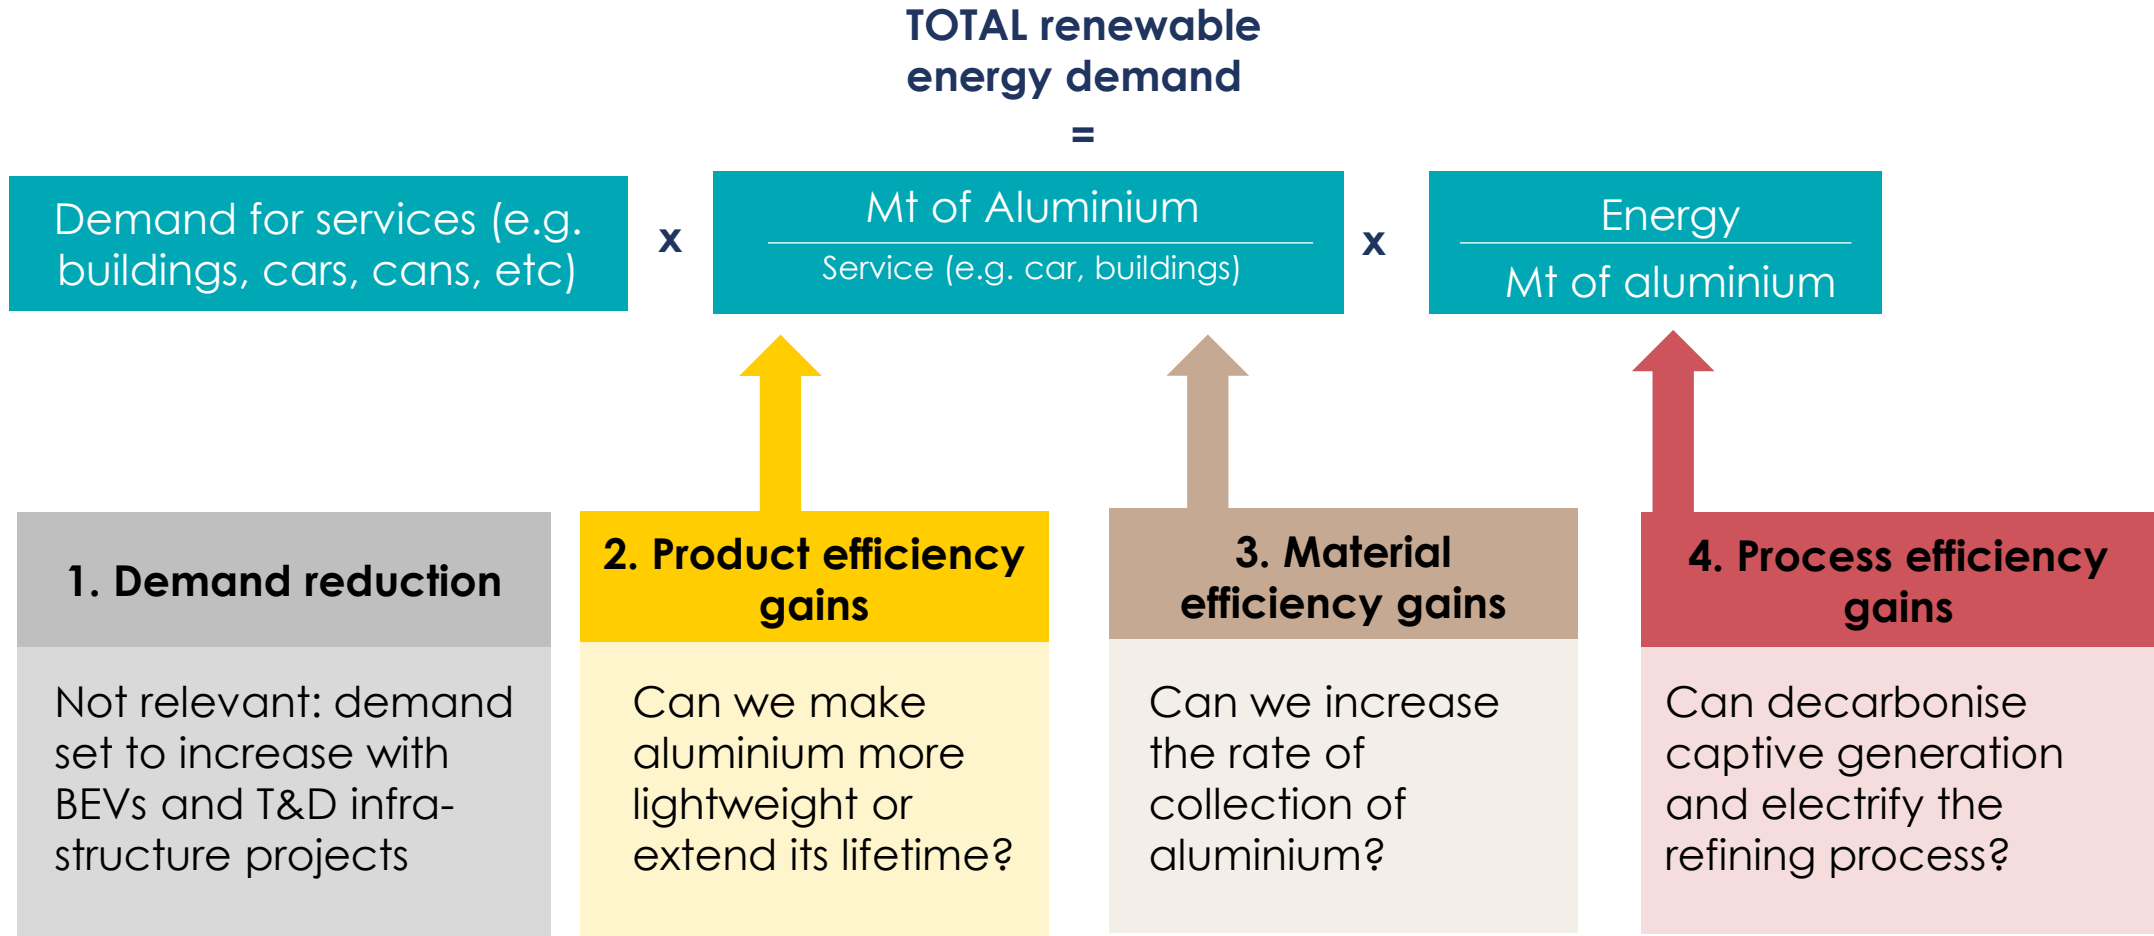 TOTAL renewable
energy demand
=
Demand for services (e.g.
buildings, cars, cans, etc)
x
Mt of Aluminium
Service (e.g. car, buildings)
x
Energy
Mt of aluminium
1. Demand reduction
Not relevant: demand
set to increase with
BEVs and T&D infra-
structure projects
2. Product efficiency
gains
Can we make
aluminium more
lightweight or
extend its lifetime?
3. Material
efficiency gains
Can we increase
the rate of
collection of
aluminium?
4. Process efficiency
gains
Can decarbonise
captive generation
and electrify the
refining process?